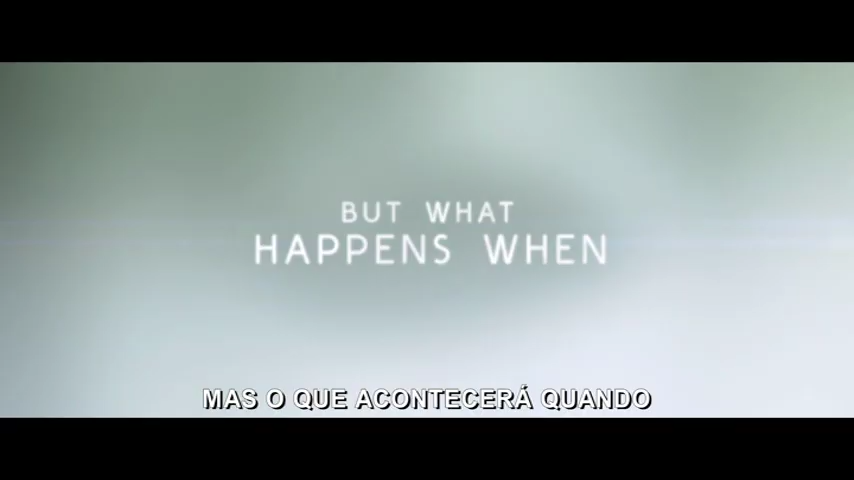 BUT WHAT
HAPPENS WHEN
MAS O QUE ACONTECERÁ QUANDO